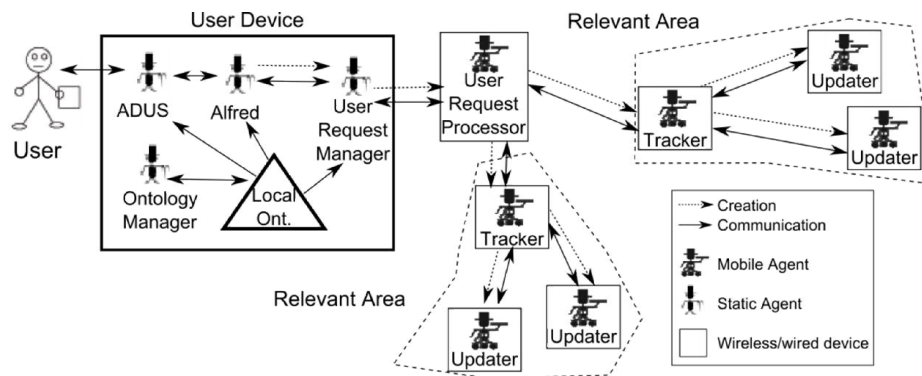 User Device
Relevant Area
User
ADUS
Alfred
User
Request
Manager
Ontology
Manager
Local
Ont.
User
Request
Processor
Tracker
Updater
Updater
Tracker
Updater
Updater
Relevant Area
Creation
Communication
Mobile Agent
Static Agent
Wireless/wired device